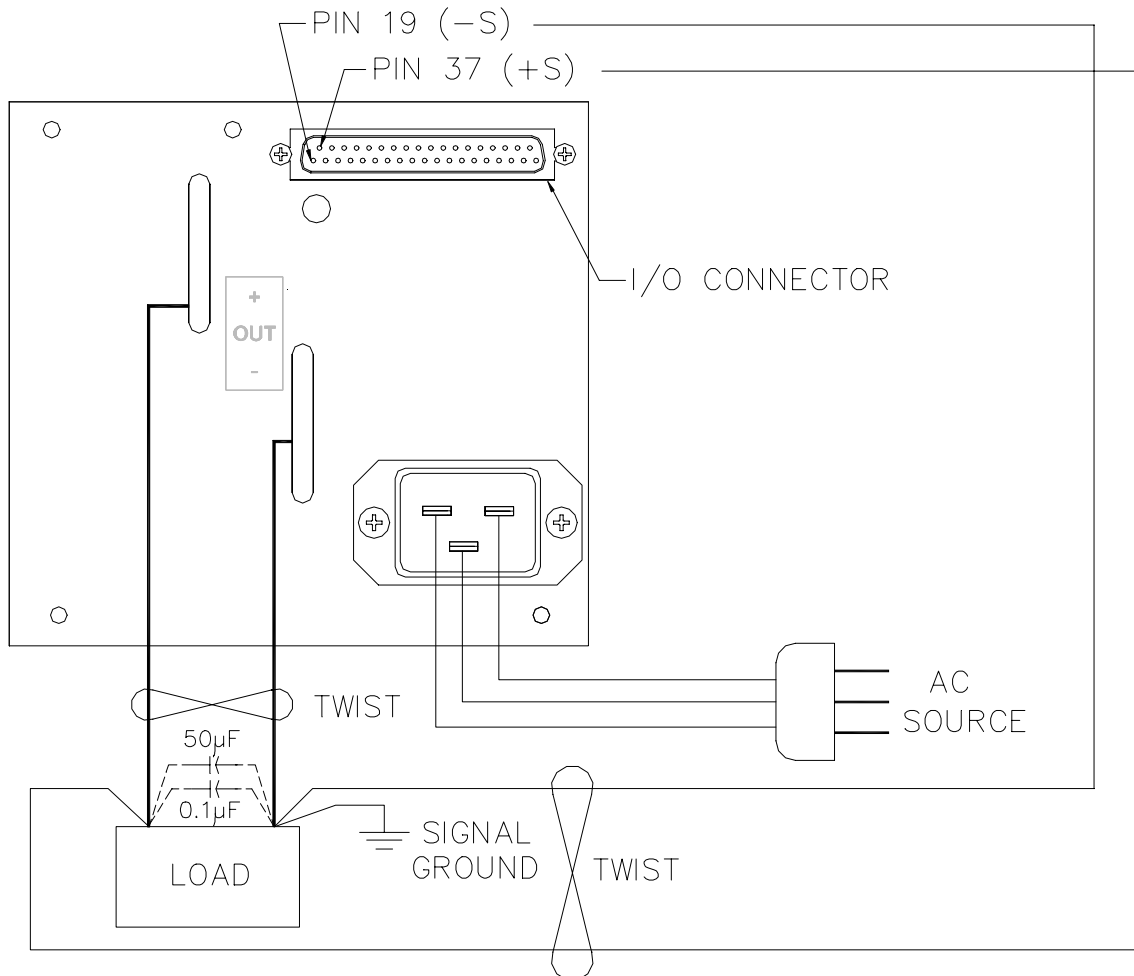 PIN 19 (−S)
PIN 37 (+S)
I/O CONNECTOR
+
OUT
-
TWIST
AC
SOURCE
50µF
0.1µF
SIGNAL
GROUND
TWIST
LOAD